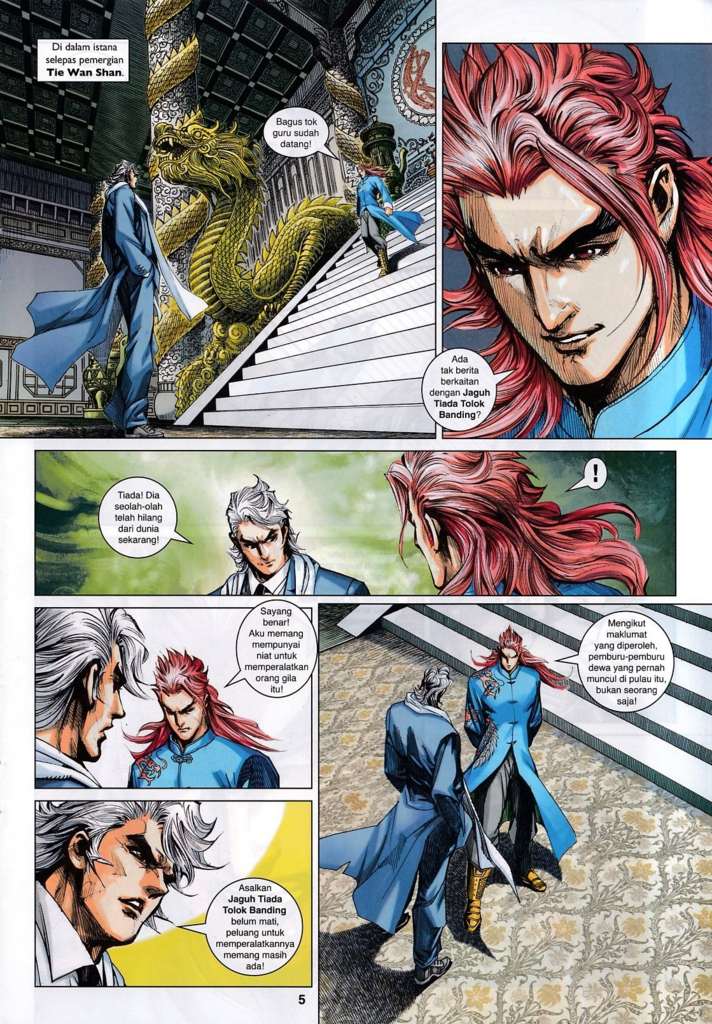 Di dalam istana
selepas pemergian
Tie Wan Shan.
Bagus tok
guru sudah
datang!
Ada
tak berita
berkaitan
dengan Jaguh
Tiada Tolok
Banding?
Tiada! Dia
seolah-olah
telah hilang
dari dunia
sekarang!
!
Sayang
benar!
Aku memang
mempunyai
niat untuk
memperalatkan
orang gila
itu!
Mengikut
maklumat
yang diperoleh,
pemburu-pemburu
dewa yang pernah
muncul di pulau itu,
bukan seorang
saja!
Asalkan
Jaguh Tiada
Tolok Banding
belum mati,
peluang untuk
memperalatkannya
memang masih
ada!
5